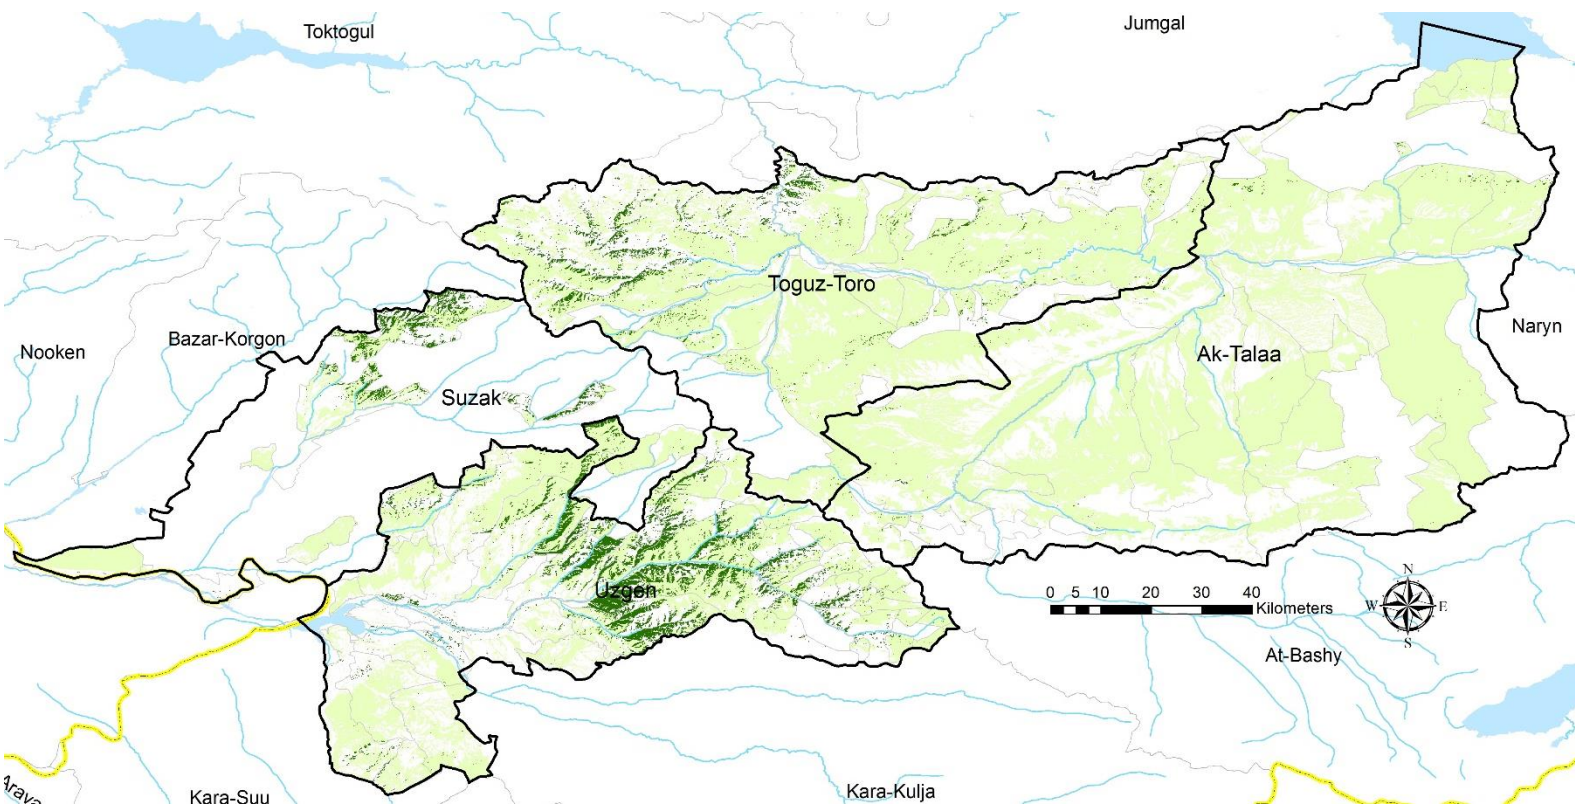 Toktogul
Jumgal
Toguz-Toro
Bazar-Korgon
Nooken
Naryn
Ak-Talaa
Suzak
Uzgen
0 5 10 20 30 40
Kilometers
N
W E
S
At-Bashy
Kara-Suu
Kara-Kulja